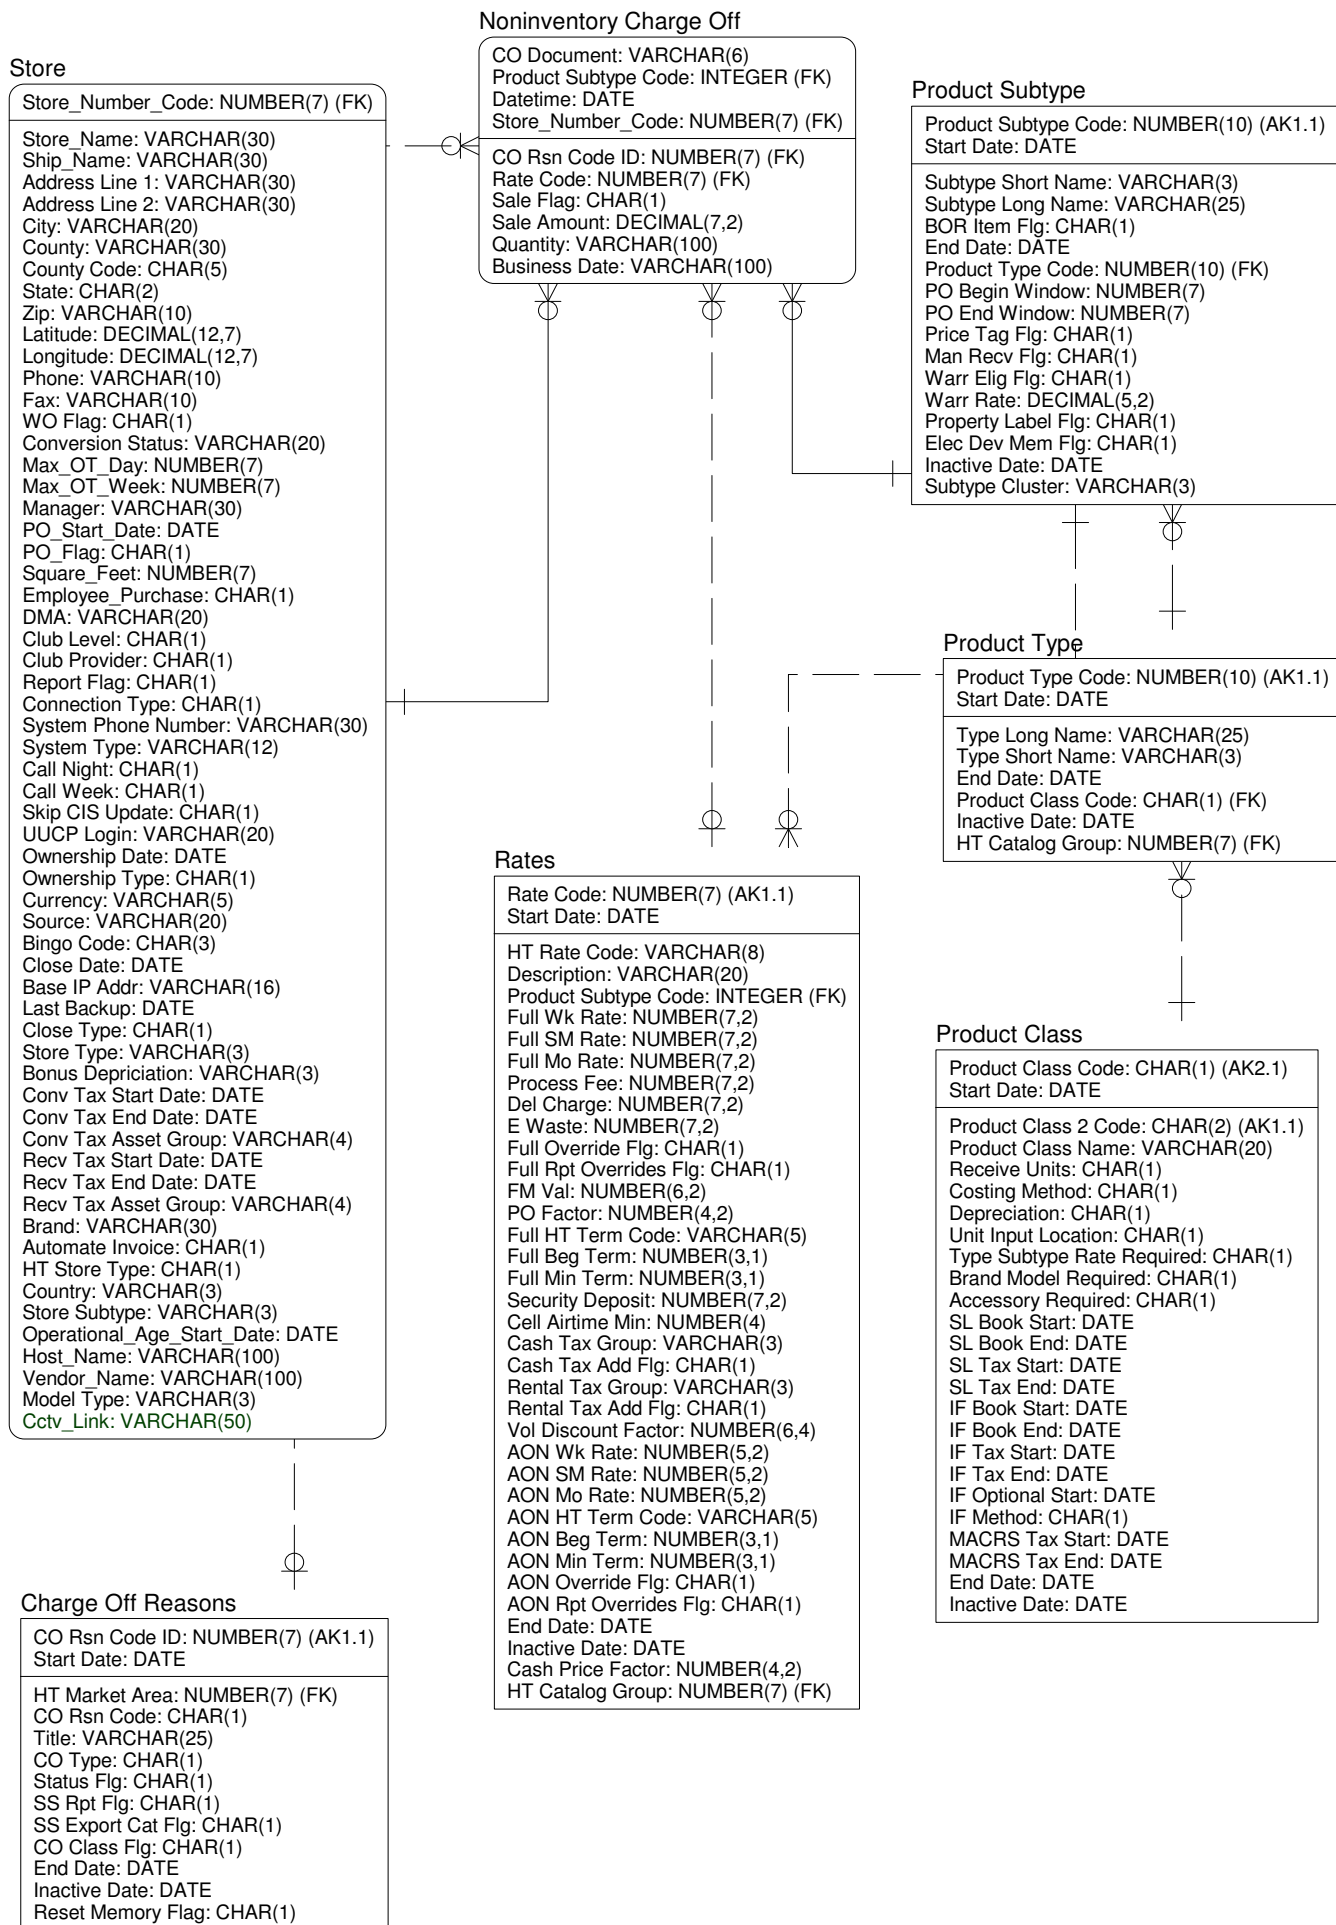 Noninventory Charge Off
CO Document: VARCHAR(6)
Product Subtype Code: INTEGER (FK)
Datetime: DATE
Store_Number_Code: NUMBER(7) (FK)
CO Rsn Code ID: NUMBER(7) (FK)
Rate Code: NUMBER(7) (FK)
Sale Flag: CHAR(1)
Sale Amount: DECIMAL(7,2)
Quantity: VARCHAR(100)
Business Date: VARCHAR(100)
Store
Store_Number_Code: NUMBER(7) (FK)
Store_Name: VARCHAR(30)
Ship_Name: VARCHAR(30)
Address Line 1: VARCHAR(30)
Address Line 2: VARCHAR(30)
City: VARCHAR(20)
County: VARCHAR(30)
County Code: CHAR(5)
State: CHAR(2)
Zip: VARCHAR(10)
Latitude: DECIMAL(12,7)
Longitude: DECIMAL(12,7)
Phone: VARCHAR(10)
Fax: VARCHAR(10)
WO Flag: CHAR(1)
Conversion Status: VARCHAR(20)
Max_OT_Day: NUMBER(7)
Max_OT_Week: NUMBER(7)
Manager: VARCHAR(30)
PO_Start_Date: DATE
PO_Flag: CHAR(1)
Square_Feet: NUMBER(7)
Employee_Purchase: CHAR(1)
DMA: VARCHAR(20)
Club Level: CHAR(1)
Club Provider: CHAR(1)
Report Flag: CHAR(1)
Connection Type: CHAR(1)
System Phone Number: VARCHAR(30)
System Type: VARCHAR(12)
Call Night: CHAR(1)
Call Week: CHAR(1)
Skip CIS Update: CHAR(1)
UUCP Login: VARCHAR(20)
Ownership Date: DATE
Ownership Type: CHAR(1)
Currency: VARCHAR(5)
Source: VARCHAR(20)
Bingo Code: CHAR(3)
Close Date: DATE
Base IP Addr: VARCHAR(16)
Last Backup: DATE
Close Type: CHAR(1)
Store Type: VARCHAR(3)
Bonus Depriciation: VARCHAR(3)
Conv Tax Start Date: DATE
Conv Tax End Date: DATE
Conv Tax Asset Group: VARCHAR(4)
Recv Tax Start Date: DATE
Recv Tax End Date: DATE
Recv Tax Asset Group: VARCHAR(4)
Brand: VARCHAR(30)
Automate Invoice: CHAR(1)
HT Store Type: CHAR(1)
Country: VARCHAR(3)
Store Subtype: VARCHAR(3)
Operational_Age_Start_Date: DATE
Host_Name: VARCHAR(100)
Vendor_Name: VARCHAR(100)
Model Type: VARCHAR(3)
Cctv_Link: VARCHAR(50)
Product Subtype
Product Subtype Code: NUMBER(10) (AK1.1)
Start Date: DATE
Subtype Short Name: VARCHAR(3)
Subtype Long Name: VARCHAR(25)
BOR Item Flg: CHAR(1)
End Date: DATE
Product Type Code: NUMBER(10) (FK)
PO Begin Window: NUMBER(7)
PO End Window: NUMBER(7)
Price Tag Flg: CHAR(1)
Man Recv Flg: CHAR(1)
Warr Elig Flg: CHAR(1)
Warr Rate: DECIMAL(5,2)
Property Label Flg: CHAR(1)
Elec Dev Mem Flg: CHAR(1)
Inactive Date: DATE
Subtype Cluster: VARCHAR(3)
Product Type
Product Type Code: NUMBER(10) (AK1.1)
Start Date: DATE
Type Long Name: VARCHAR(25)
Type Short Name: VARCHAR(3)
End Date: DATE
Product Class Code: CHAR(1) (FK)
Inactive Date: DATE
HT Catalog Group: NUMBER(7) (FK)
Rates
Rate Code: NUMBER(7) (AK1.1)
Start Date: DATE
HT Rate Code: VARCHAR(8)
Description: VARCHAR(20)
Product Subtype Code: INTEGER (FK)
Full Wk Rate: NUMBER(7,2)
Full SM Rate: NUMBER(7,2)
Full Mo Rate: NUMBER(7,2)
Process Fee: NUMBER(7,2)
Del Charge: NUMBER(7,2)
E Waste: NUMBER(7,2)
Full Override Flg: CHAR(1)
Full Rpt Overrides Flg: CHAR(1)
FM Val: NUMBER(6,2)
PO Factor: NUMBER(4,2)
Full HT Term Code: VARCHAR(5)
Full Beg Term: NUMBER(3,1)
Full Min Term: NUMBER(3,1)
Security Deposit: NUMBER(7,2)
Cell Airtime Min: NUMBER(4)
Cash Tax Group: VARCHAR(3)
Cash Tax Add Flg: CHAR(1)
Rental Tax Group: VARCHAR(3)
Rental Tax Add Flg: CHAR(1)
Vol Discount Factor: NUMBER(6,4)
AON Wk Rate: NUMBER(5,2)
AON SM Rate: NUMBER(5,2)
AON Mo Rate: NUMBER(5,2)
AON HT Term Code: VARCHAR(5)
AON Beg Term: NUMBER(3,1)
AON Min Term: NUMBER(3,1)
AON Override Flg: CHAR(1)
AON Rpt Overrides Flg: CHAR(1)
End Date: DATE
Inactive Date: DATE
Cash Price Factor: NUMBER(4,2)
HT Catalog Group: NUMBER(7) (FK)
Product Class
Product Class Code: CHAR(1) (AK2.1)
Start Date: DATE
Product Class 2 Code: CHAR(2) (AK1.1)
Product Class Name: VARCHAR(20)
Receive Units: CHAR(1)
Costing Method: CHAR(1)
Depreciation: CHAR(1)
Unit Input Location: CHAR(1)
Type Subtype Rate Required: CHAR(1)
Brand Model Required: CHAR(1)
Accessory Required: CHAR(1)
SL Book Start: DATE
SL Book End: DATE
SL Tax Start: DATE
SL Tax End: DATE
IF Book Start: DATE
IF Book End: DATE
IF Tax Start: DATE
IF Tax End: DATE
IF Optional Start: DATE
IF Method: CHAR(1)
MACRS Tax Start: DATE
MACRS Tax End: DATE
End Date: DATE
Inactive Date: DATE
Charge Off Reasons
CO Rsn Code ID: NUMBER(7) (AK1.1)
Start Date: DATE
HT Market Area: NUMBER(7) (FK)
CO Rsn Code: CHAR(1)
Title: VARCHAR(25)
CO Type: CHAR(1)
Status Flg: CHAR(1)
SS Rpt Flg: CHAR(1)
SS Export Cat Flg: CHAR(1)
CO Class Flg: CHAR(1)
End Date: DATE
Inactive Date: DATE
Reset Memory Flag: CHAR(1)